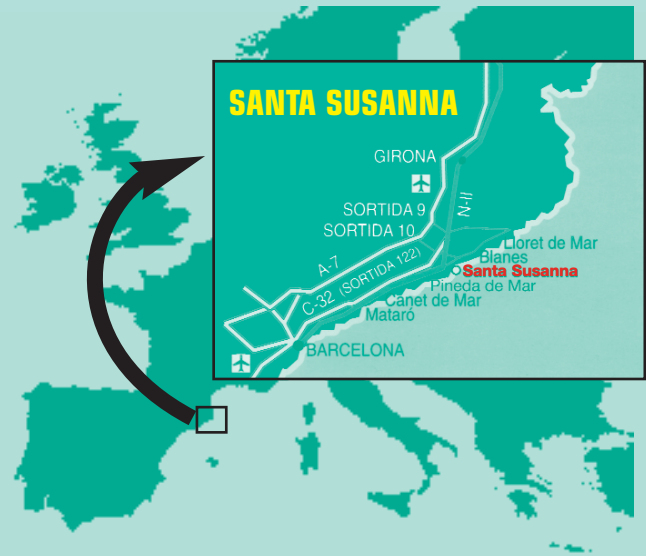 SANTA SUSANNA
GIRONA
SORTIDA 9
SORTIDA 10
II-N
A-7
C-32 (SORTIDA 122)
Lloret de Mar
Blanes
Santa Susanna
Pineda de Mar
Canet de Mar
Mataró
BARCELONA